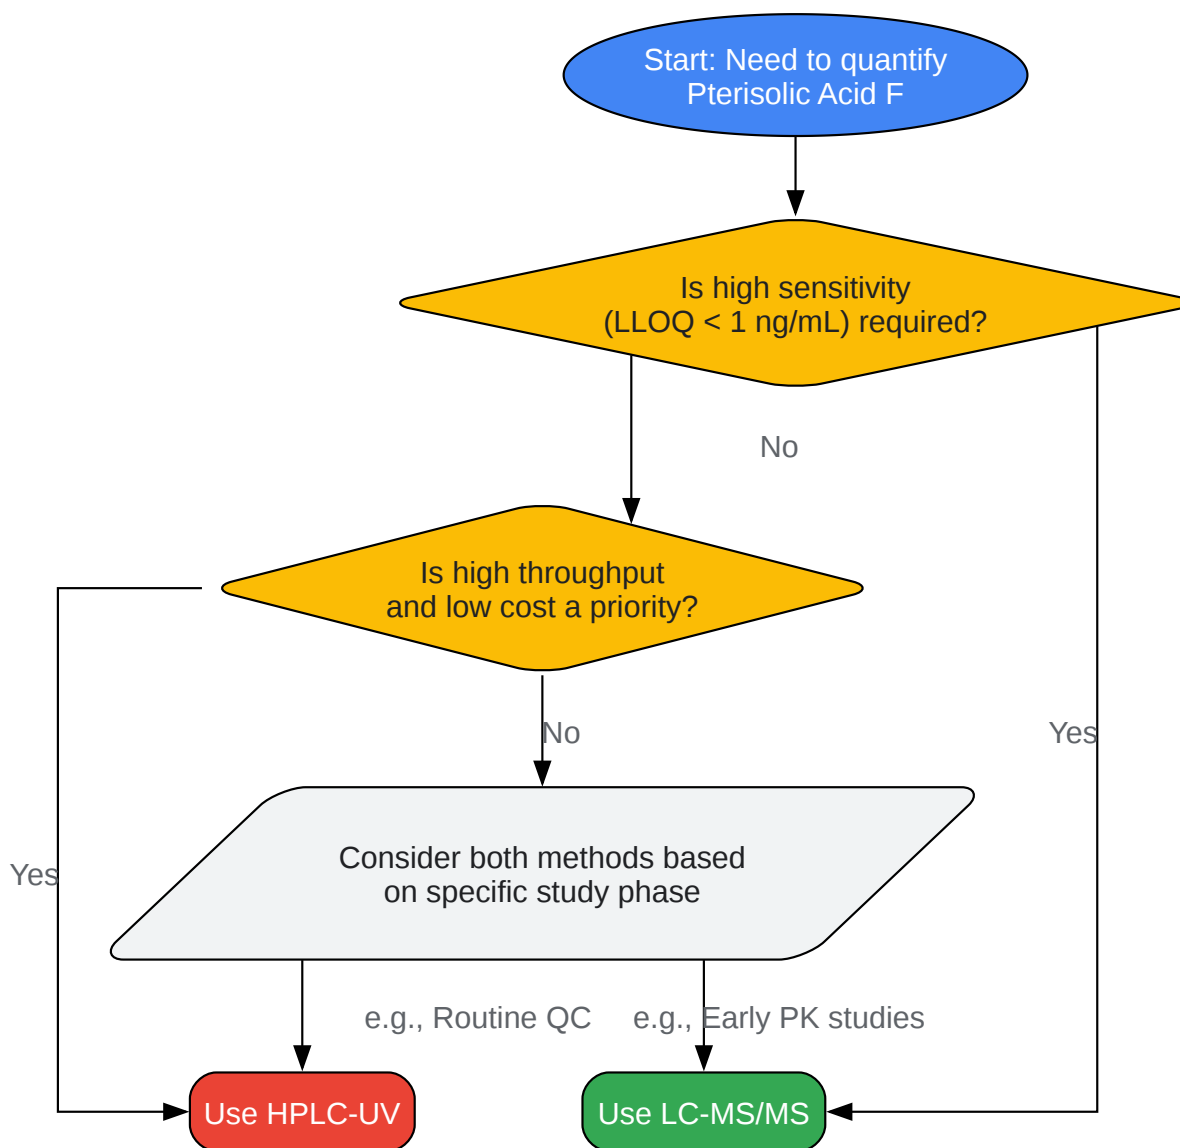 Start: Need to quantify
Pterisolic Acid F
Is high sensitivity
(LLOQ < 1 ng/mL) required?
No
Is high throughput
and low cost a priority?
No
Yes
Consider both methods based
on specific study phase
Yes
e.g., Routine QC
e.g., Early PK studies
Use HPLC-UV
Use LC-MS/MS